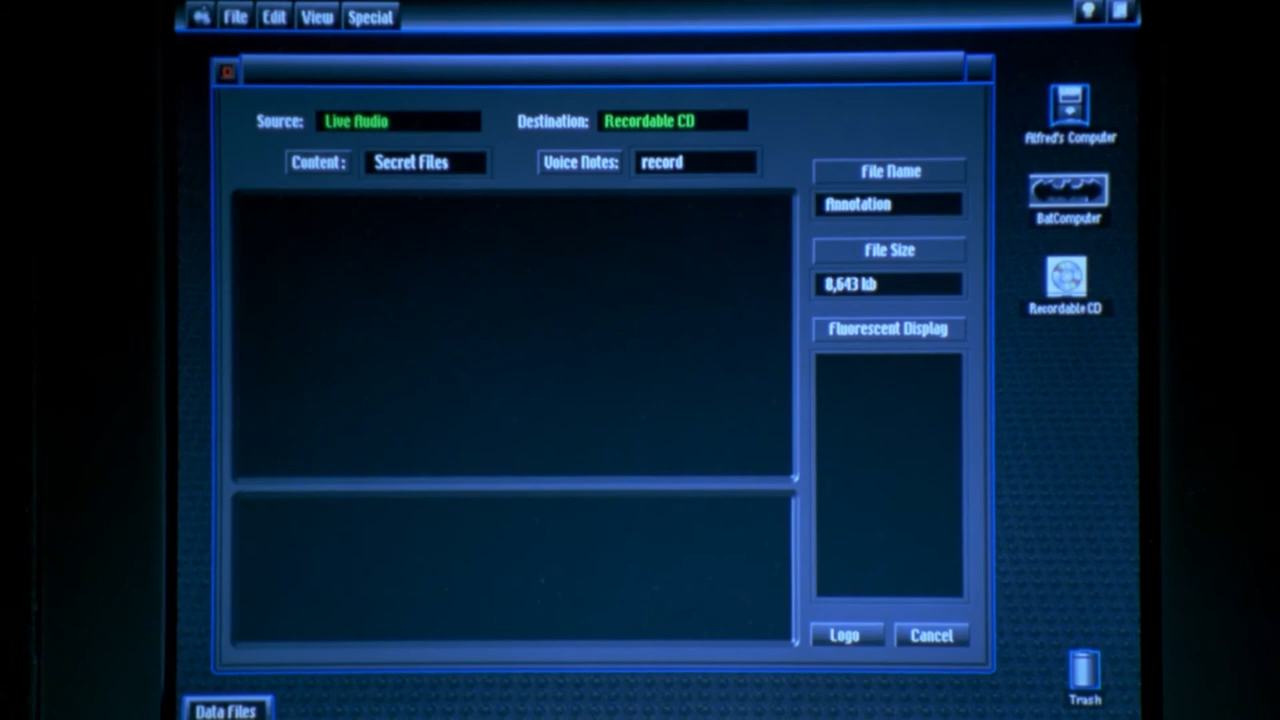 File Edit View Special
Source: Live Audio Destination: Recordable CD
Content: Secret Files Voice Notes: record
File Name
Annotation
File Size
8,643 kb
Fluorescent Display
Logo Cancel
Alfred's Computer
BatComputer
Recordable CD
Trash
Data Files